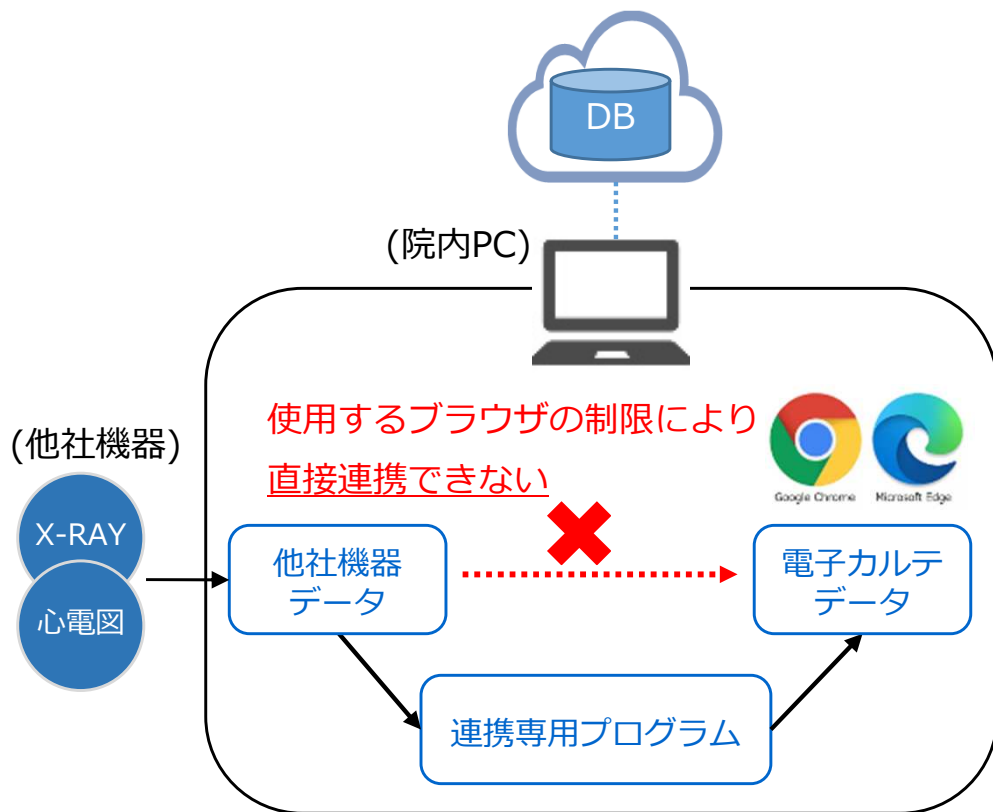 DB
(院内PC)
使用するブラウザの制限により
直接連携できない
Google Chrome
Microsoft Edge
(他社機器)
X-RAY
心電図
他社機器
データ
電子カルテ
データ
連携専用プログラム